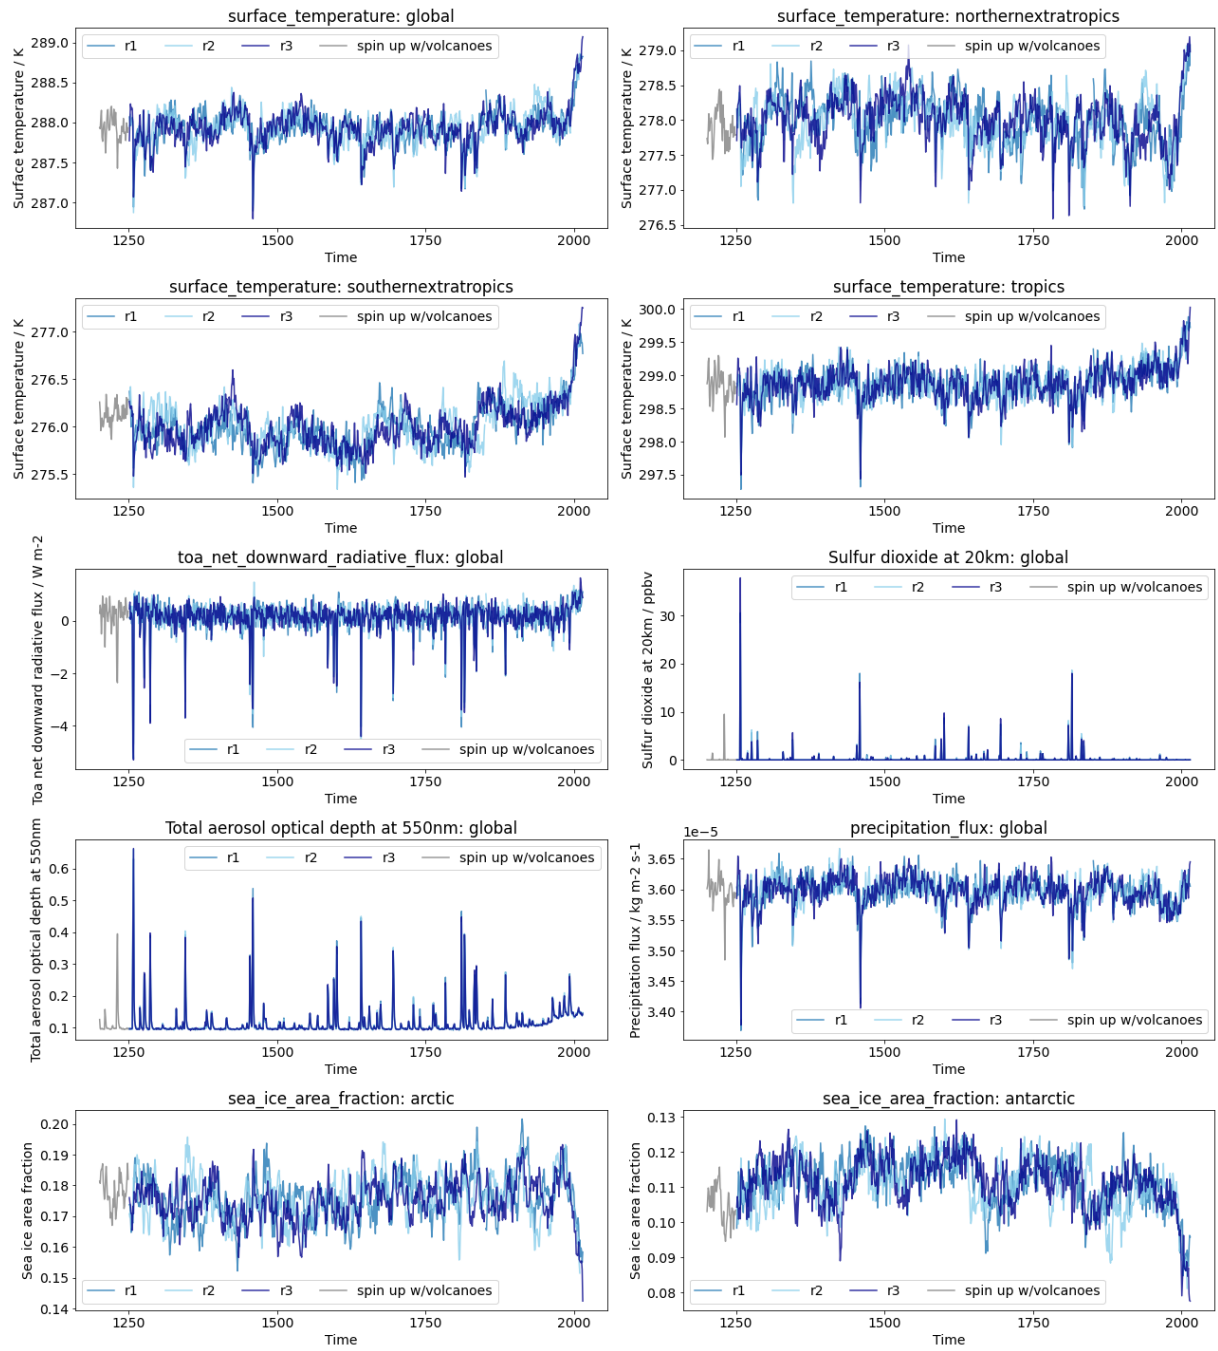 surface_temperature: global
Surface temperature / K
289.0
288.5
288.0
287.5
287.0
r1 r2 r3 spin up w/volcanoes
1250 1500 1750 2000
Time
surface_temperature: northernextratropics
Surface temperature / K
279.0
278.5
278.0
277.5
277.0
276.5
r1 r2 r3 spin up w/volcanoes
1250 1500 1750 2000
Time
surface_temperature: southernextratropics
Surface temperature / K
277.0
276.5
276.0
275.5
r1 r2 r3 spin up w/volcanoes
1250 1500 1750 2000
Time
surface_temperature: tropics
Surface temperature / K
300.0
299.5
299.0
298.5
298.0
297.5
r1 r2 r3 spin up w/volcanoes
1250 1500 1750 2000
Time
toa_net_downward_radiative_flux: global
Toa net downward radiative flux / W m-2
0
−2
−4
r1 r2 r3 spin up w/volcanoes
1250 1500 1750 2000
Time
Sulfur dioxide at 20km: global
Sulfur dioxide at 20km / ppbv
30
20
10
0
r1 r2 r3 spin up w/volcanoes
1250 1500 1750 2000
Time
Total aerosol optical depth at 550nm: global
Total aerosol optical depth at 550nm
0.6
0.5
0.4
0.3
0.2
0.1
r1 r2 r3 spin up w/volcanoes
1250 1500 1750 2000
Time
precipitation_flux: global
1e−5
Precipitation flux / kg m-2 s-1
3.65
3.60
3.55
3.50
3.45
3.40
r1 r2 r3 spin up w/volcanoes
1250 1500 1750 2000
Time
sea_ice_area_fraction: arctic
Sea ice area fraction
0.20
0.19
0.18
0.17
0.16
0.15
0.14
r1 r2 r3 spin up w/volcanoes
1250 1500 1750 2000
Time
sea_ice_area_fraction: antarctic
Sea ice area fraction
0.13
0.12
0.11
0.10
0.09
0.08
r1 r2 r3 spin up w/volcanoes
1250 1500 1750 2000
Time